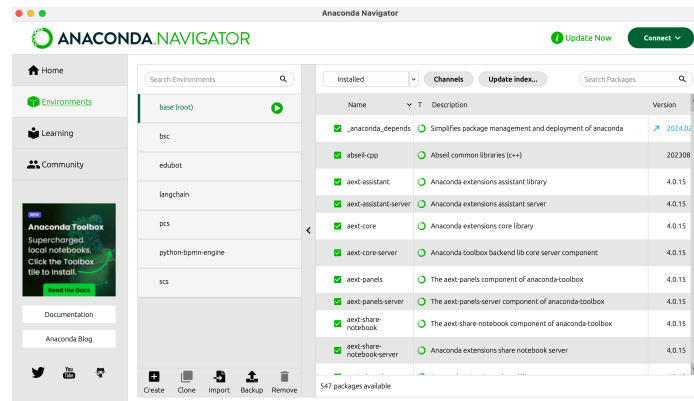 Anaconda Navigator
ANACONDA.NAVIGATOR
i Update Now
Connect
Home
Environments
Learning
Community
NEW
Anaconda Toolbox
Supercharged
local notebooks.
Click the Toolbox
tile to Install.
Read the Docs
Documentation
Anaconda Blog
You
Tube
Search Environments
base (root)
bsc
edubot
langchain
pcs
python-bpmn-engine
scs
Create Clone Import Backup Remove
Installed Channels Update index... Search Packages
Name T Description Version
_anaconda_depends Simplifies package management and deployment of anaconda 2024.02
abseil-cpp Abseil common libraries (c++) 202308
aext-assistant Anaconda extensions assistant library 4.0.15
aext-assistant-server Anaconda extensions assistant server 4.0.15
aext-core Anaconda extensions core library 4.0.15
aext-core-server Anaconda toolbox backend lib core server component 4.0.15
aext-panels The aext-panels component of anaconda-toolbox 4.0.15
aext-panels-server The aext-panels-server component of anaconda-toolbox 4.0.15
aext-share-
notebook The aext-share-notebook component of anaconda-toolbox 4.0.15
aext-share-
notebook-server Anaconda extensions share notebook server 4.0.15
547 packages available